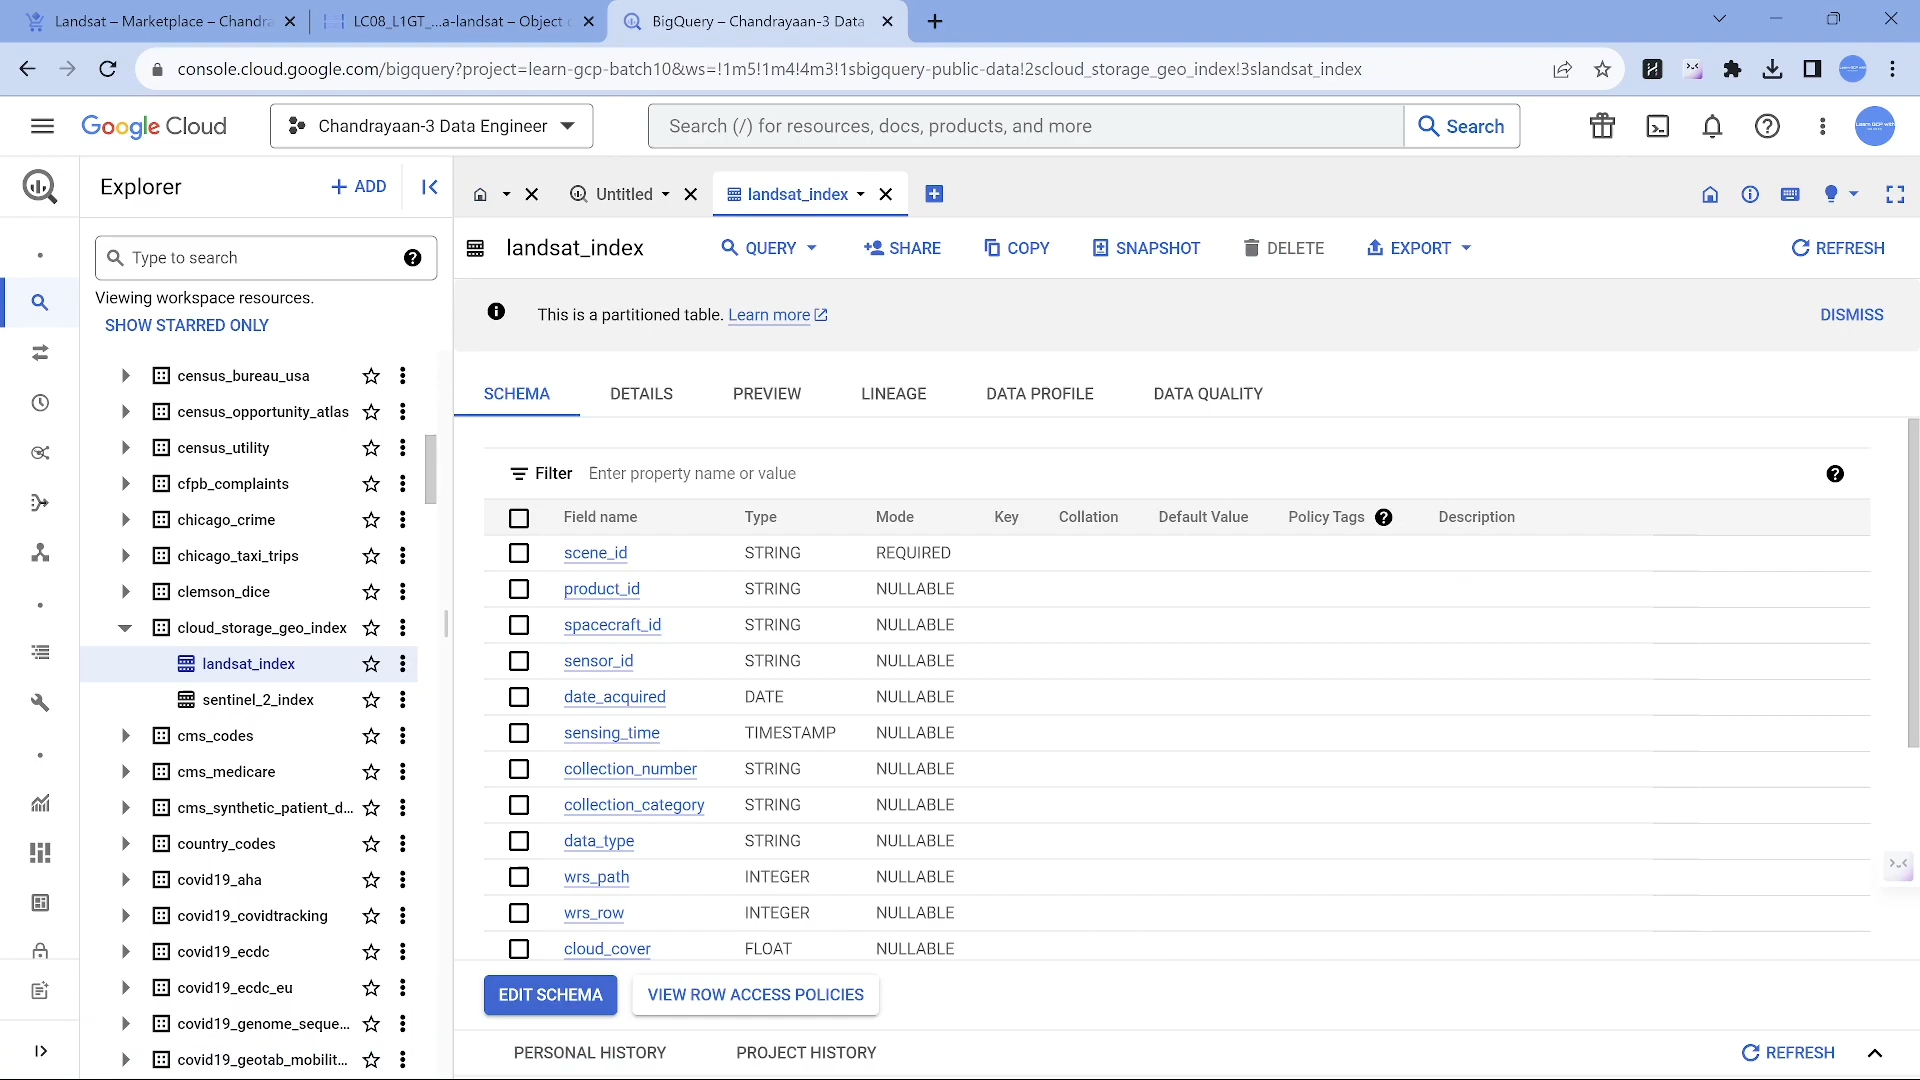 Landsat – Marketplace – Chandra
LC08_L1GT_...a-landsat – Object
BigQuery – Chandrayaan-3 Data
console.cloud.google.com/bigquery?project=learn-gcp-batch10&ws=!1m5!1m4!4m3!1sbigquery-public-data!2scloud_storage_geo_index!3slandsat_index
Google Cloud
Chandrayaan-3 Data Engineer
Search (/) for resources, docs, products, and more
Search
Explorer
+ ADD
Untitled
landsat_index
Type to search
landsat_index
QUERY
SHARE
COPY
SNAPSHOT
DELETE
EXPORT
REFRESH
Viewing workspace resources.
SHOW STARRED ONLY
This is a partitioned table. Learn more
DISMISS
census_bureau_usa
census_opportunity_atlas
census_utility
cfpb_complaints
chicago_crime
chicago_taxi_trips
clemson_dice
cloud_storage_geo_index
landsat_index
sentinel_2_index
cms_codes
cms_medicare
cms_synthetic_patient_d...
country_codes
covid19_aha
covid19_covidtracking
covid19_ecdc
covid19_ecdc_eu
covid19_genome_seque...
covid19_geotab_mobilit...
SCHEMA
DETAILS
PREVIEW
LINEAGE
DATA PROFILE
DATA QUALITY
Filter Enter property name or value
Field name Type Mode Key Collation Default Value Policy Tags Description
scene_id STRING REQUIRED
product_id STRING NULLABLE
spacecraft_id STRING NULLABLE
sensor_id STRING NULLABLE
date_acquired DATE NULLABLE
sensing_time TIMESTAMP NULLABLE
collection_number STRING NULLABLE
collection_category STRING NULLABLE
data_type STRING NULLABLE
wrs_path INTEGER NULLABLE
wrs_row INTEGER NULLABLE
cloud_cover FLOAT NULLABLE
EDIT SCHEMA
VIEW ROW ACCESS POLICIES
PERSONAL HISTORY
PROJECT HISTORY
REFRESH